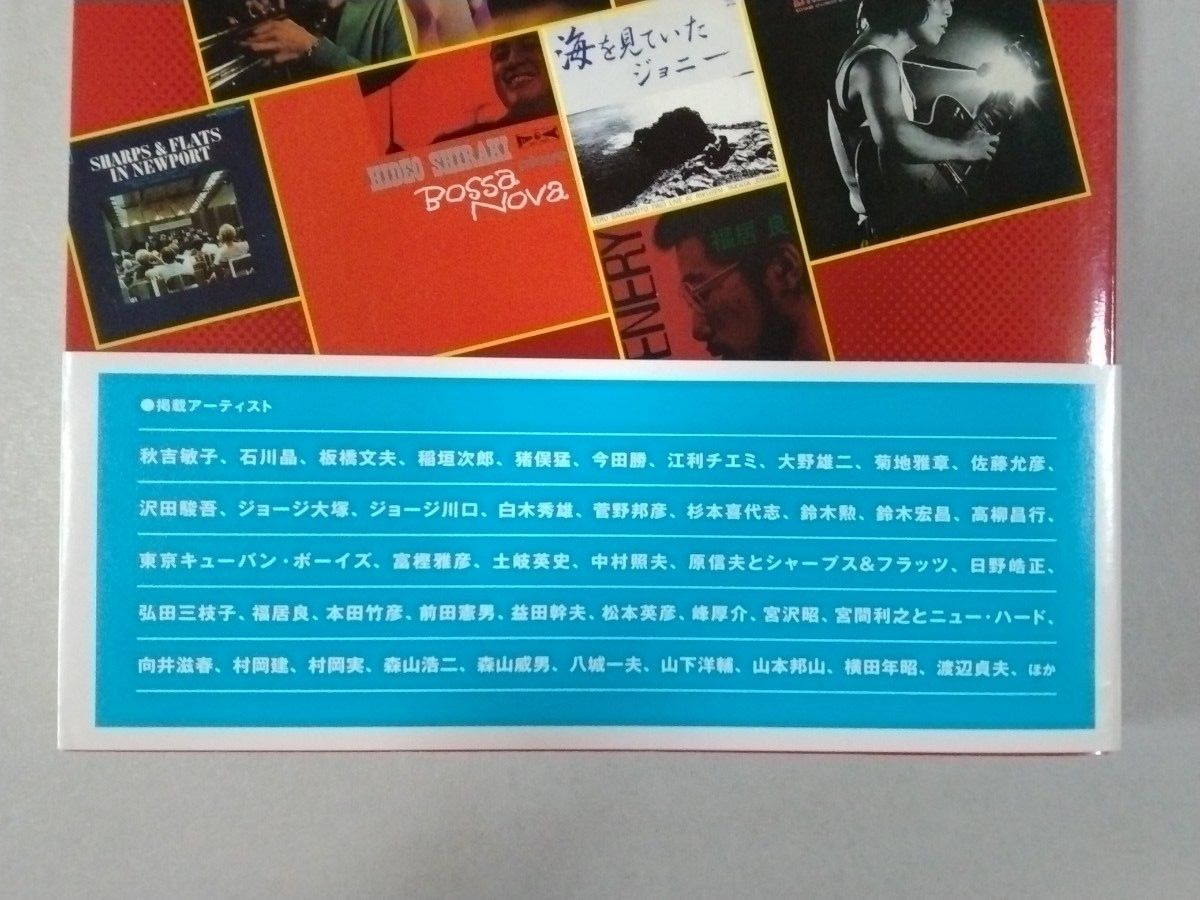 海を見ていた
ジョニー
SHARPS & FLATS
IN NEWPORT
HIDEO SHIRAKI
BOSSA
NOVA
福居良
ENERY
●掲載アーティスト
秋吉敏子、石川晶、板橋文夫、稲垣次郎、猪俣猛、今田勝、江利チエミ、大野雄二、菊地雅章、佐藤允彦、
沢田駿吾、ジョージ大塚、ジョージ川口、白木秀雄、菅野邦彦、杉本喜代志、鈴木勲、鈴木宏昌、高柳昌行、
東京キューバン・ボーイズ、富樫雅彦、土岐英史、中村照夫、原信夫とシャープス&フラッツ、日野皓正、
弘田三枝子、福居良、本田竹彦、前田憲男、益田幹夫、松本英彦、峰厚介、宮沢昭、宮間利之とニュー・ハード、
向井滋春、村岡建、村岡実、森山浩二、森山威男、八城一夫、山下洋輔、山本邦山、横田年昭、渡辺貞夫、ほか